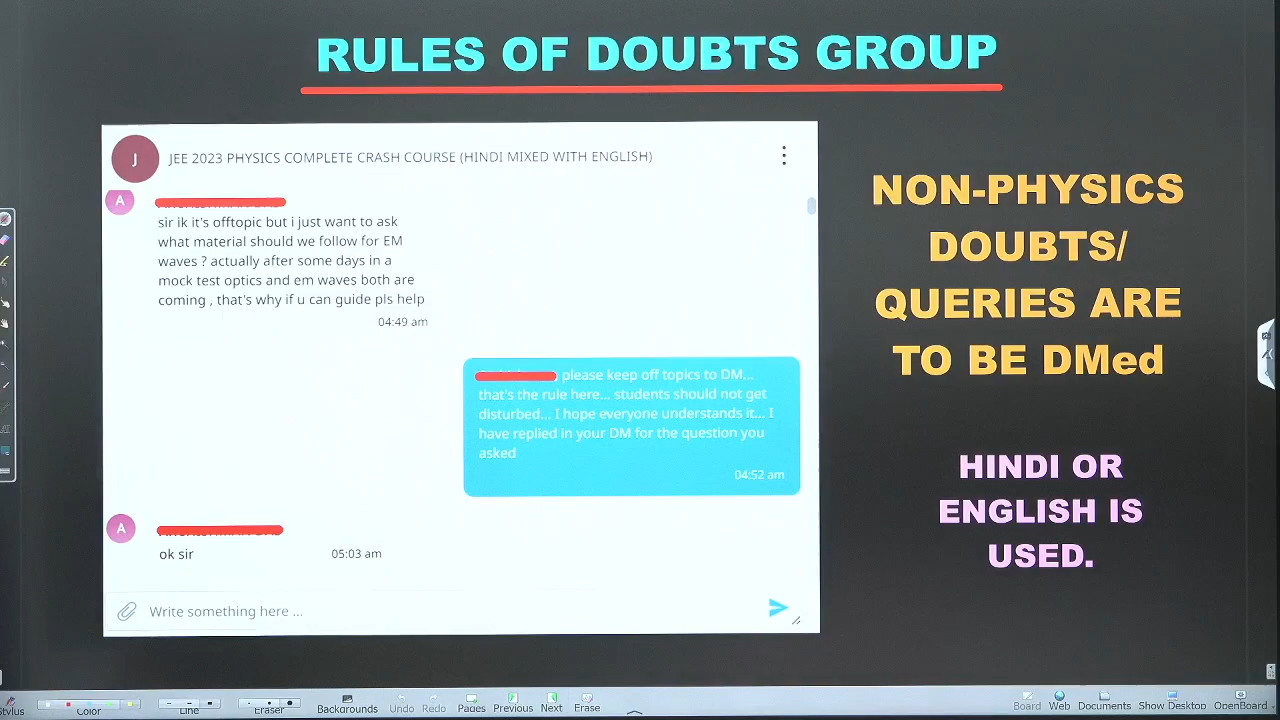 RULES OF DOUBTS GROUP
J
JEE 2023 PHYSICS COMPLETE CRASH COURSE (HINDI MIXED WITH ENGLISH)
A
sir ik it's offtopic but i just want to ask
what material should we follow for EM
waves ? actually after some days in a
mock test optics and em waves both are
coming , that's why if u can guide pls help
04:49 am
please keep off topics to DM...
that's the rule here... students should not get
disturbed... I hope everyone understands it... I
have replied in your DM for the question you
asked
04:52 am
A
ok sir
05:03 am
Write something here ...
NON-PHYSICS
DOUBTS/
QUERIES ARE
TO BE DMed
HINDI OR
ENGLISH IS
USED.
Stylus
Color
Line
Eraser
Backgrounds
Undo
Redo
Pages
Previous
Next
Erase
Board
Web
Documents
Show Desktop
OpenBoard